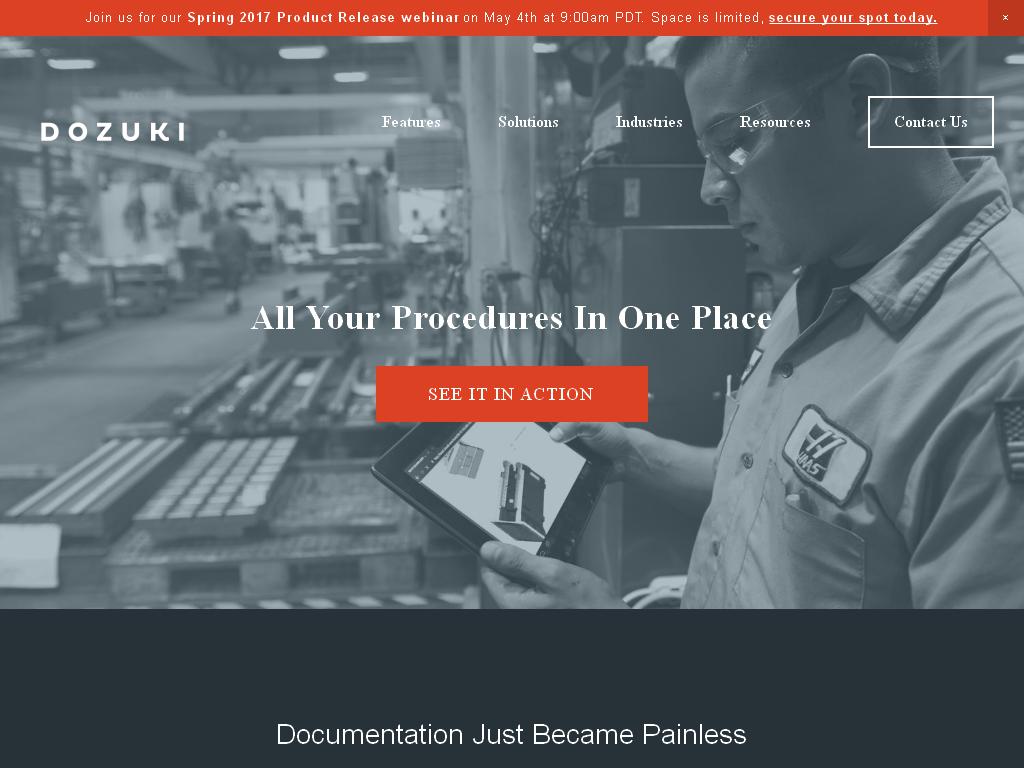 Join us for our Spring 2017 Product Release webinar on May 4th at 9:00am PDT. Space is limited, secure your spot today. ×
DOZUKI
Features Solutions Industries Resources Contact Us
All Your Procedures In One Place
SEE IT IN ACTION
HAAS
Documentation Just Became Painless